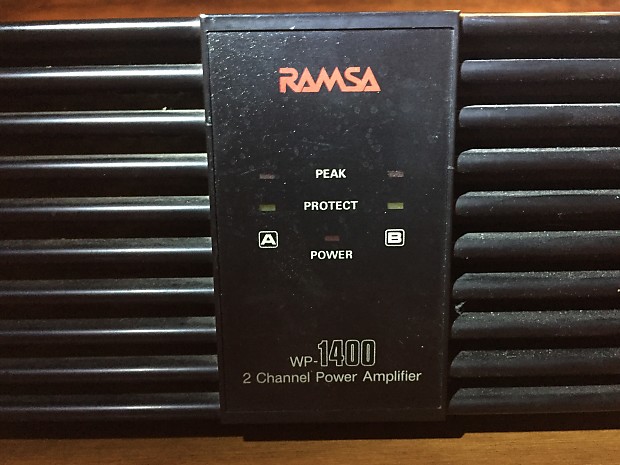 RAMSA
PEAK
PROTECT
A B
POWER
WP-1400
2 Channel Power Amplifier